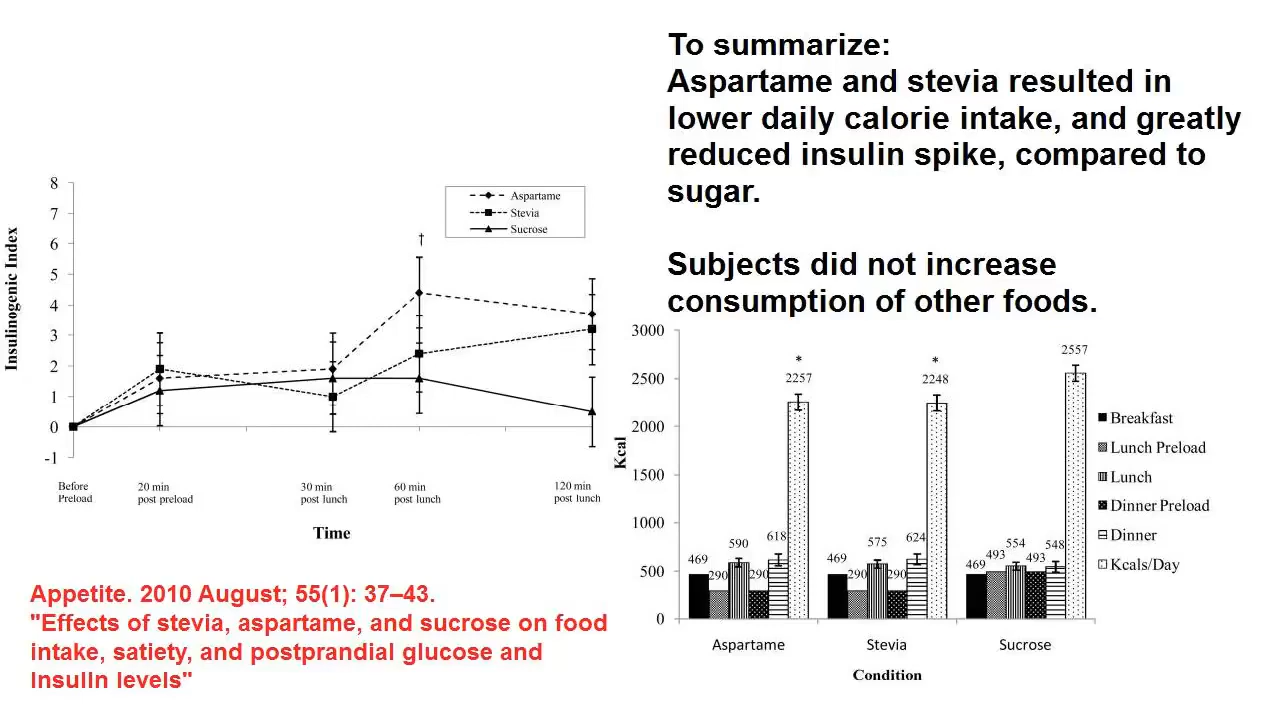 To summarize:
Aspartame and stevia resulted in
lower daily calorie intake, and greatly
reduced insulin spike, compared to
sugar.
Subjects did not increase
consumption of other foods.
Insulinogenic Index
8
7
6
5
4
3
2
1
0
-1
Aspartame
Stevia
Sucrose
†
Before
Preload
20 min
post preload
30 min
post lunch
60 min
post lunch
120 min
post lunch
Time
Kcal
3000
2500
2000
1500
1000
500
0
469
290
590
290
618
*
2257
469
290
575
290
624
*
2248
469
493
554
493
548
2557
Aspartame
Stevia
Sucrose
Condition
Breakfast
Lunch Preload
Lunch
Dinner Preload
Dinner
Kcals/Day
Appetite. 2010 August; 55(1): 37–43.
"Effects of stevia, aspartame, and sucrose on food
intake, satiety, and postprandial glucose and
insulin levels"